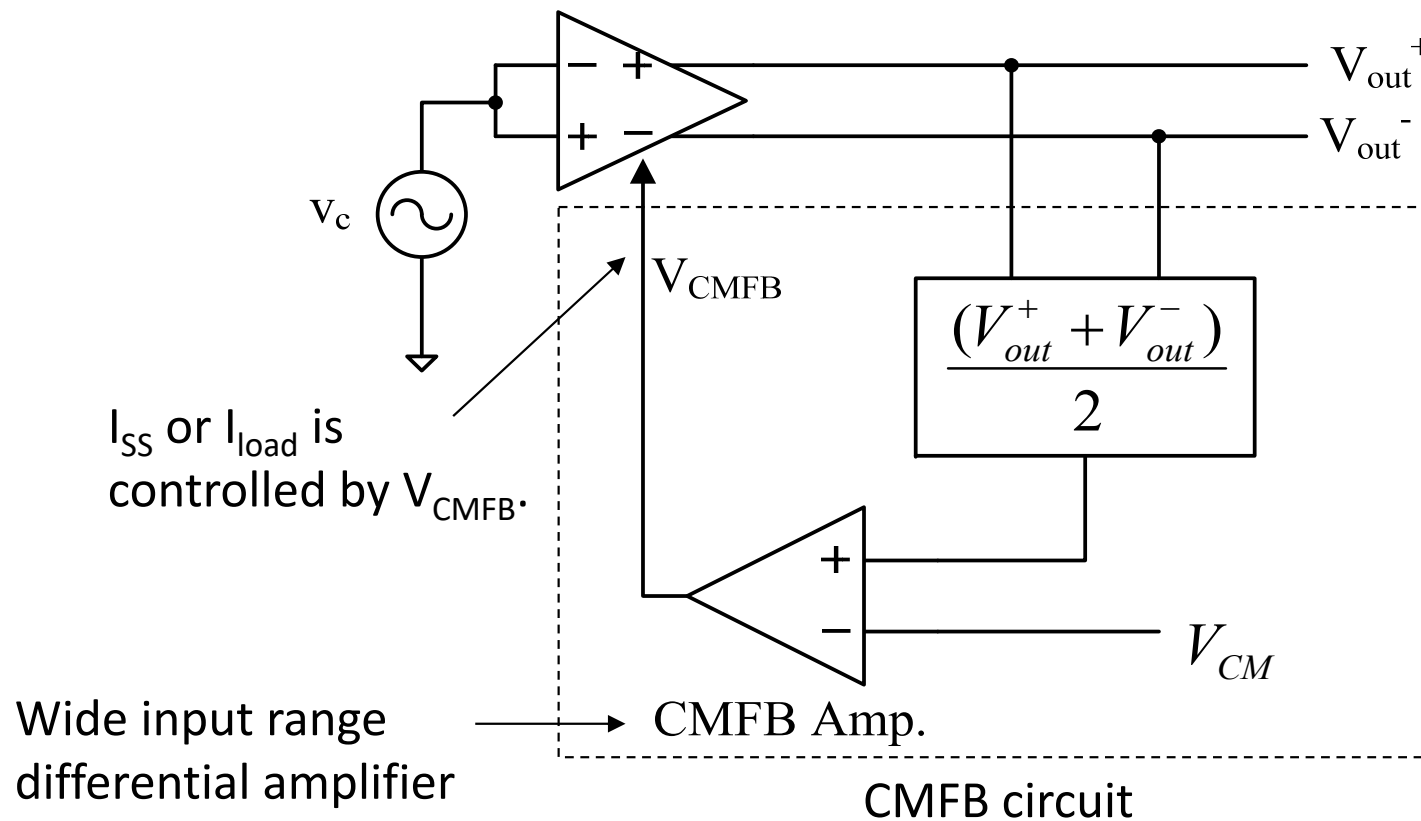 − + V_out^+
+ − V_out^-
v_c
V_CMFB
(V_out^+ + V_out^−)
2
I_SS or I_load is
controlled by V_CMFB.
+
− V_CM
Wide input range
differential amplifier
CMFB Amp.
CMFB circuit